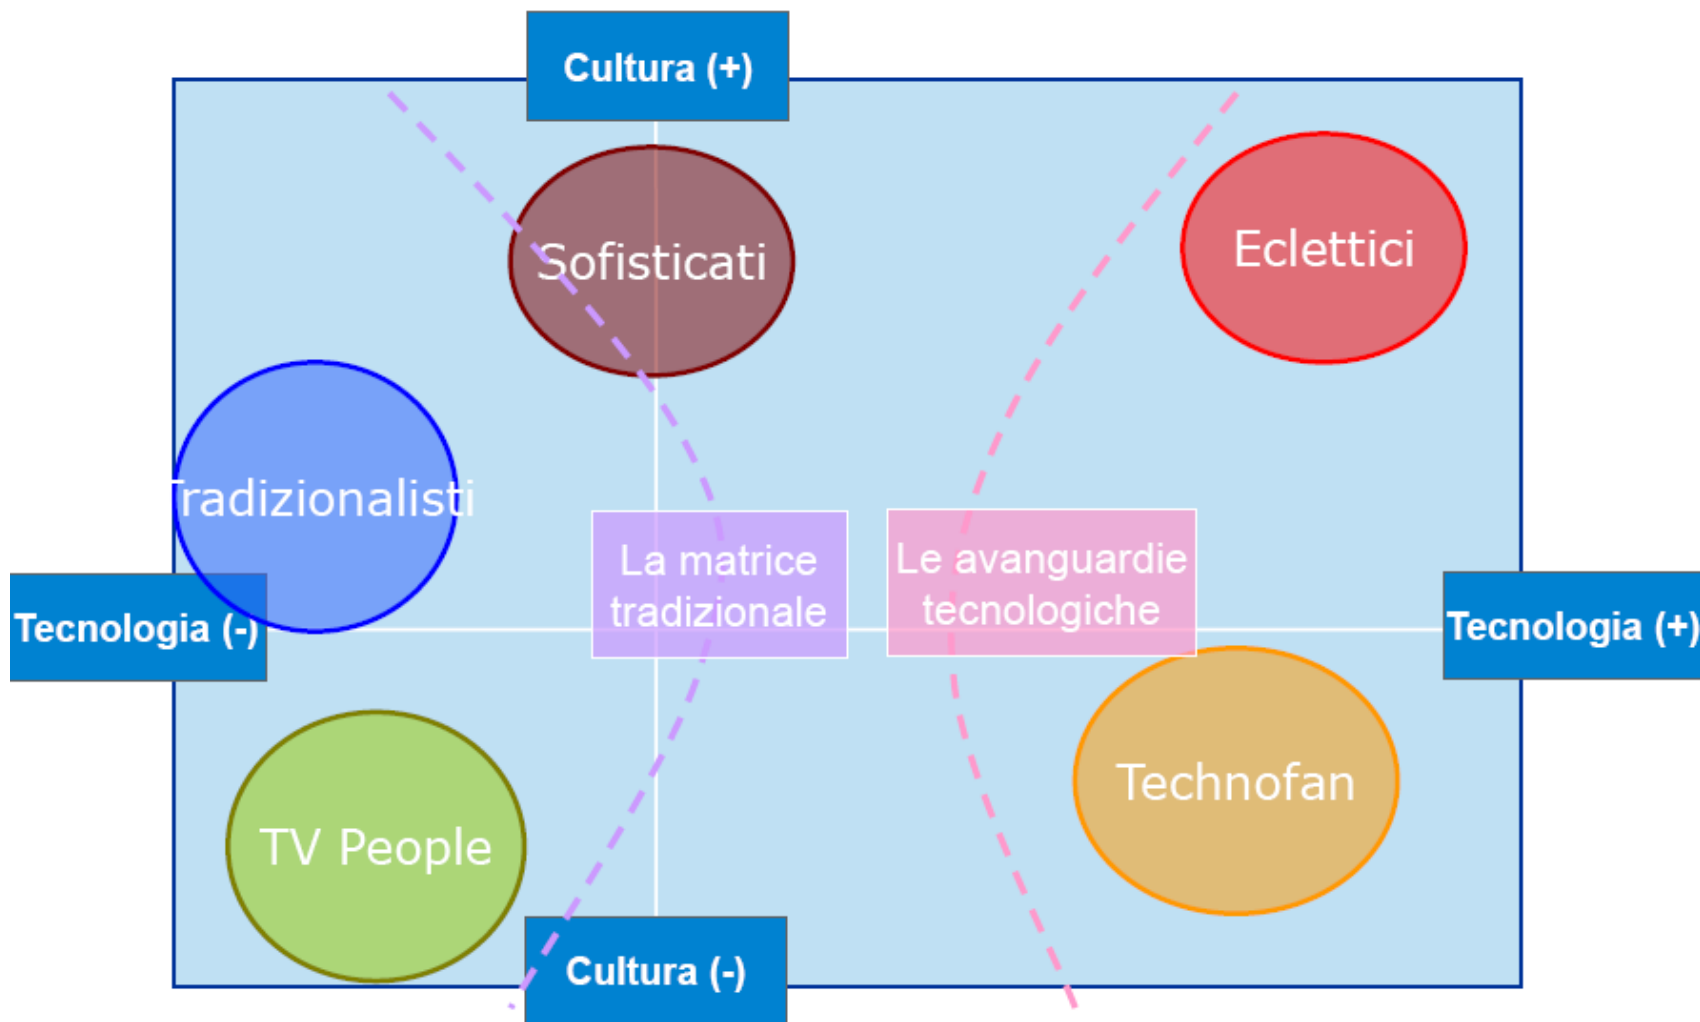 Cultura (+)
Sofisticati
Eclettici
Tradizionalisti
La matrice
tradizionale
Le avanguardie
tecnologiche
Tecnologia (-)
Tecnologia (+)
Technofan
TV People
Cultura (-)